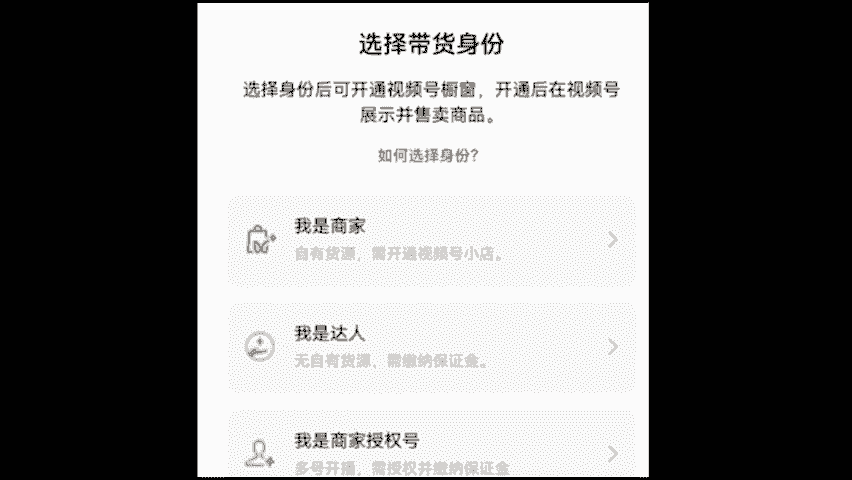 选择带货身份
选择身份后可开通视频号橱窗，开通后在视频号
展示并售卖商品。
如何选择身份？
我是商家
自有货源，需开通视频号小店。
我是达人
无自有货源，需缴纳保证金。
我是商家授权号
多号开播，需授权并缴纳保证金